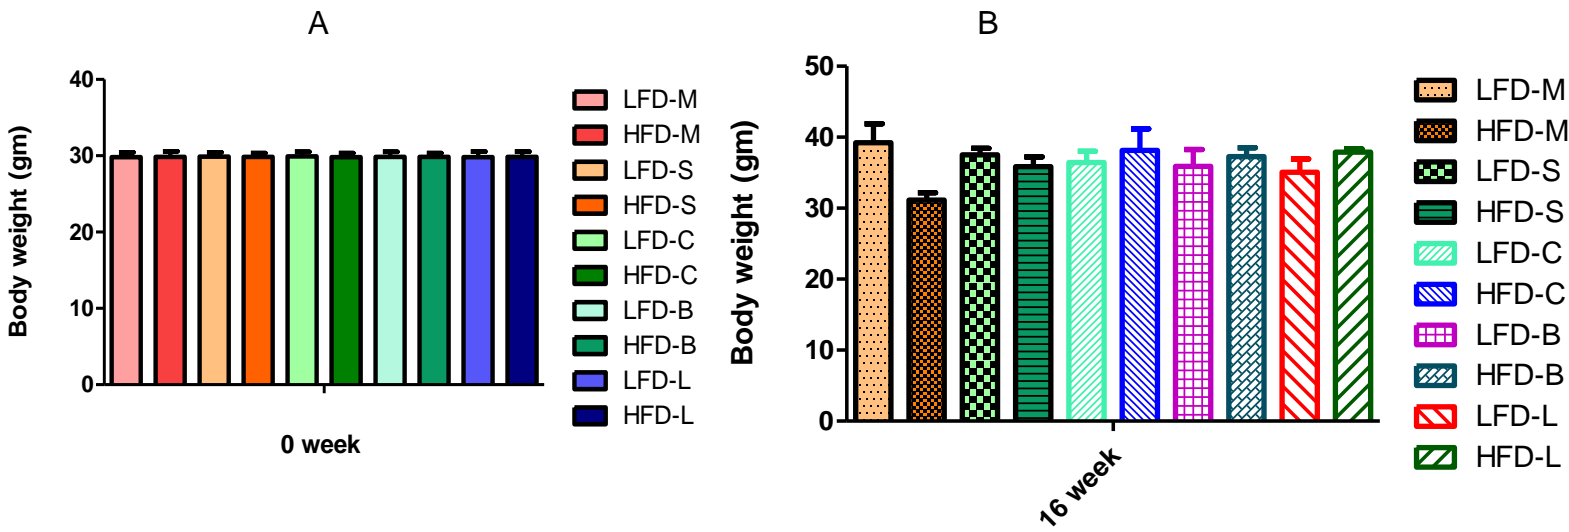 A
Body weight (gm)
40
30
20
10
0
0 week
LFD-M
HFD-M
LFD-S
HFD-S
LFD-C
HFD-C
LFD-B
HFD-B
LFD-L
HFD-L
B
Body weight (gm)
50
40
30
20
10
0
16 week
LFD-M
HFD-M
LFD-S
HFD-S
LFD-C
HFD-C
LFD-B
HFD-B
LFD-L
HFD-L